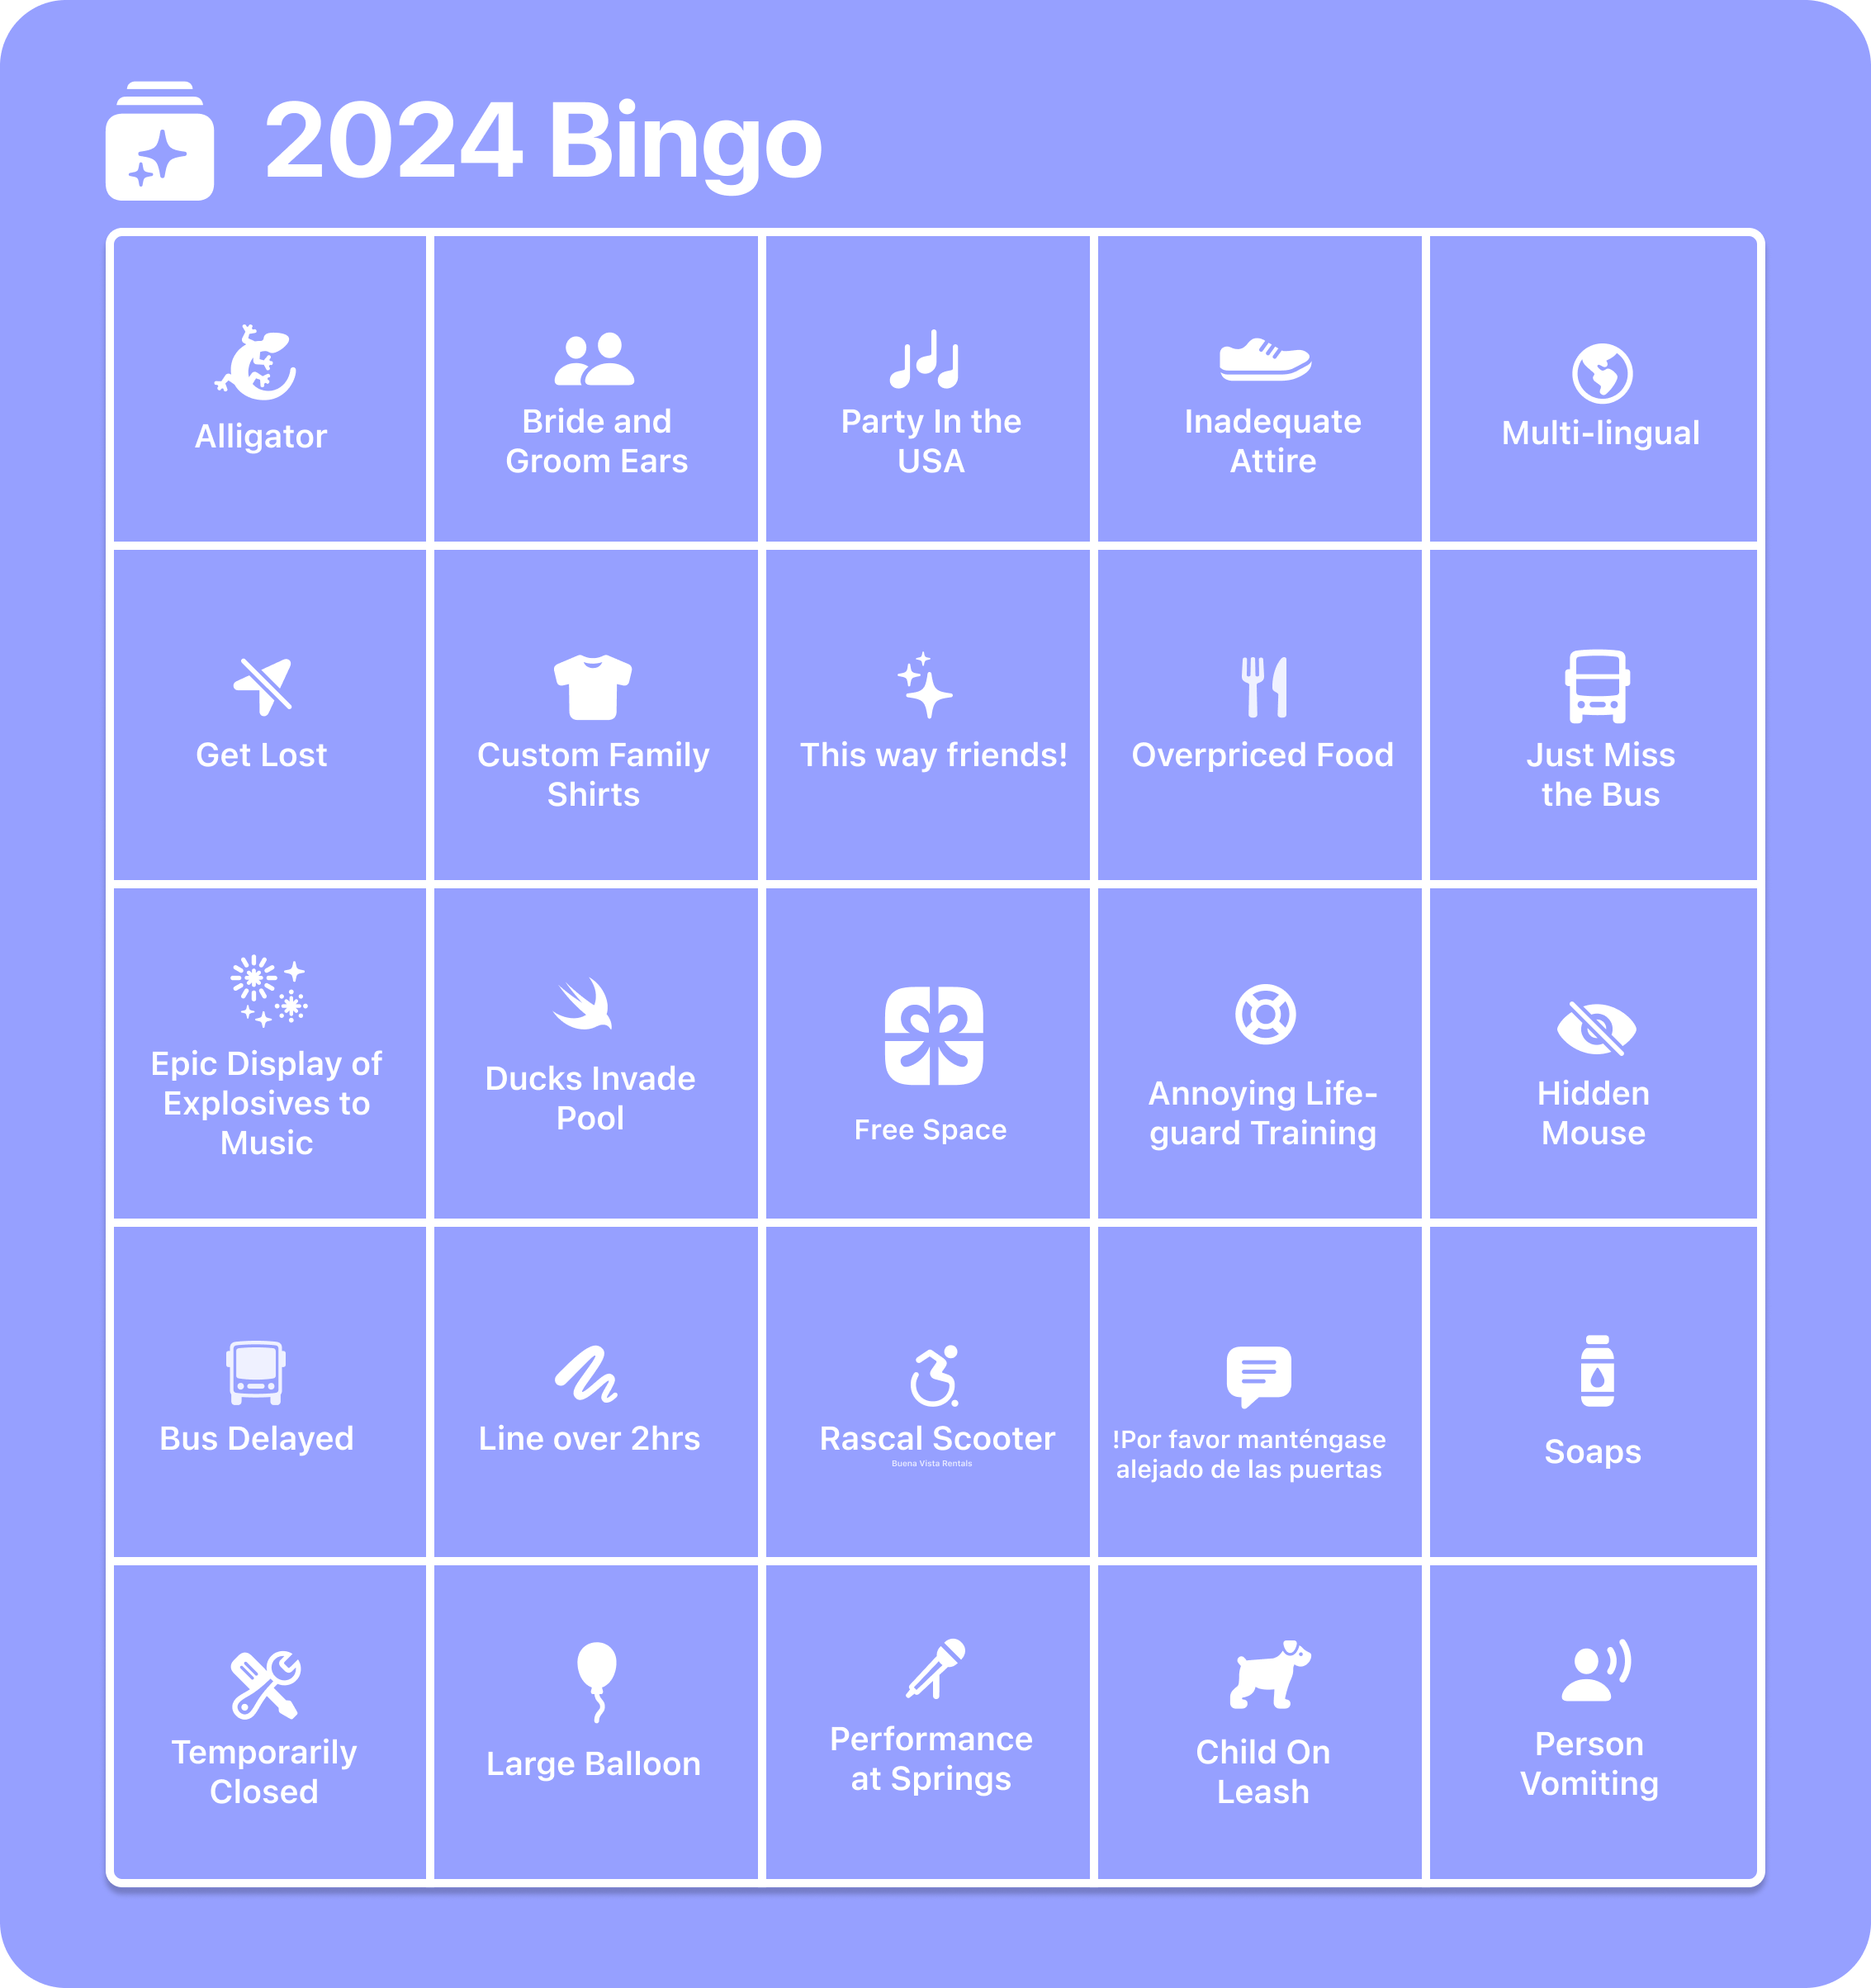 2024 Bingo
Alligator
Bride and
Groom Ears
Party In the
USA
Inadequate
Attire
Multi-lingual
Get Lost
Custom Family
Shirts
This way friends!
Overpriced Food
Just Miss
the Bus
Epic Display of
Explosives to
Music
Ducks Invade
Pool
Free Space
Annoying Life-
guard Training
Hidden
Mouse
Bus Delayed
Line over 2hrs
Rascal Scooter
Buena Vista Rentals
!Por favor manténgase
alejado de las puertas
Soaps
Temporarily
Closed
Large Balloon
Performance
at Springs
Child On
Leash
Person
Vomiting